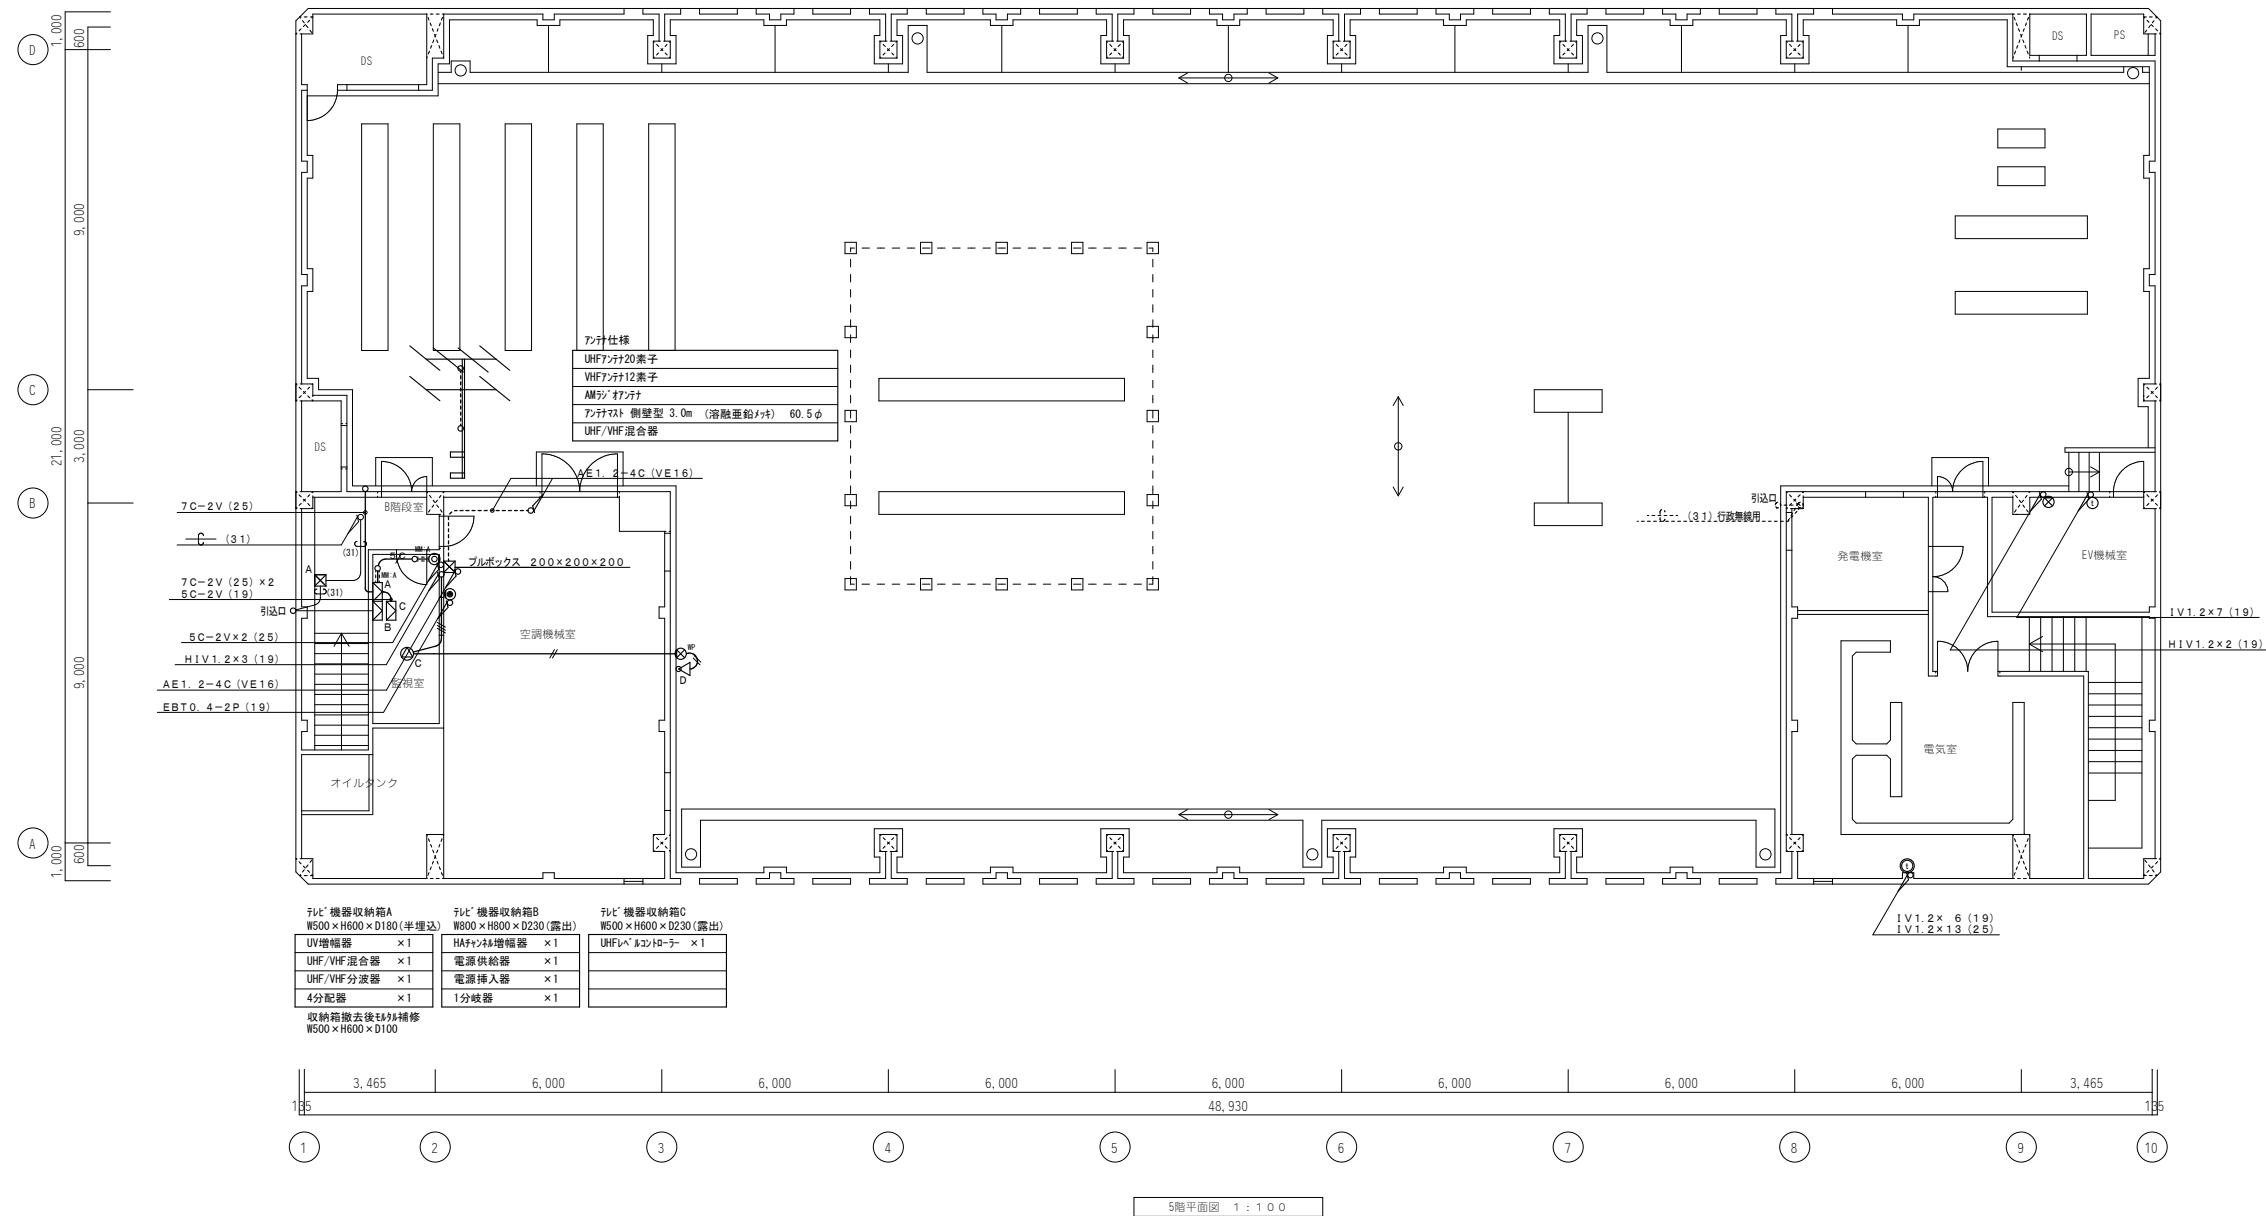 1,000
600
D
DS
DS
PS
9,000
アンテナ仕様
UHFアンテナ20素子
VHFアンテナ12素子
AMラジオアンテナ
アンテナマスト 側壁型 3.0m (溶融亜鉛メッキ) 60.5φ
UHF/VHF混合器
C
21,000
3,000
DS
AE1.2-4C(VE16)
B
7C-2V(25)
B階段室
引込口
(31) 行政無線用
C (31)
(31)
MM:A
5C
発電機室
EV機械室
プルボックス 200×200×200
A
MM:A
7C-2V(25)×2
A
5C-2V(19)
(31)
引込口
C
B
IV1.2×7(19)
5C-2V×2(25)
空調機械室
HIV1.2×2(19)
WP
HIV1.2×3(19)
C
D
AE1.2-4C(VE16)
監視室
9,000
EBT0.4-2P(19)
電気室
オイルタンク
A
600
1,000
IV1.2× 6(19)
IV1.2×13(25)
テレビ機器収納箱A
W500×H600×D180(半埋込)
UV増幅器 ×1
UHF/VHF混合器 ×1
UHF/VHF分波器 ×1
4分配器 ×1
収納箱撤去後モルタル補修
W500×H600×D100
テレビ機器収納箱B
W800×H800×D230(露出)
HAチャンネル増幅器 ×1
電源供給器 ×1
電源挿入器 ×1
1分岐器 ×1
テレビ機器収納箱C
W500×H600×D230(露出)
UHFレベルコントローラー ×1
3,465 6,000 6,000 6,000 6,000 6,000 6,000 6,000 3,465
135 48,930 135
1 2 3 4 5 6 7 8 9 10
5階平面図 1:100